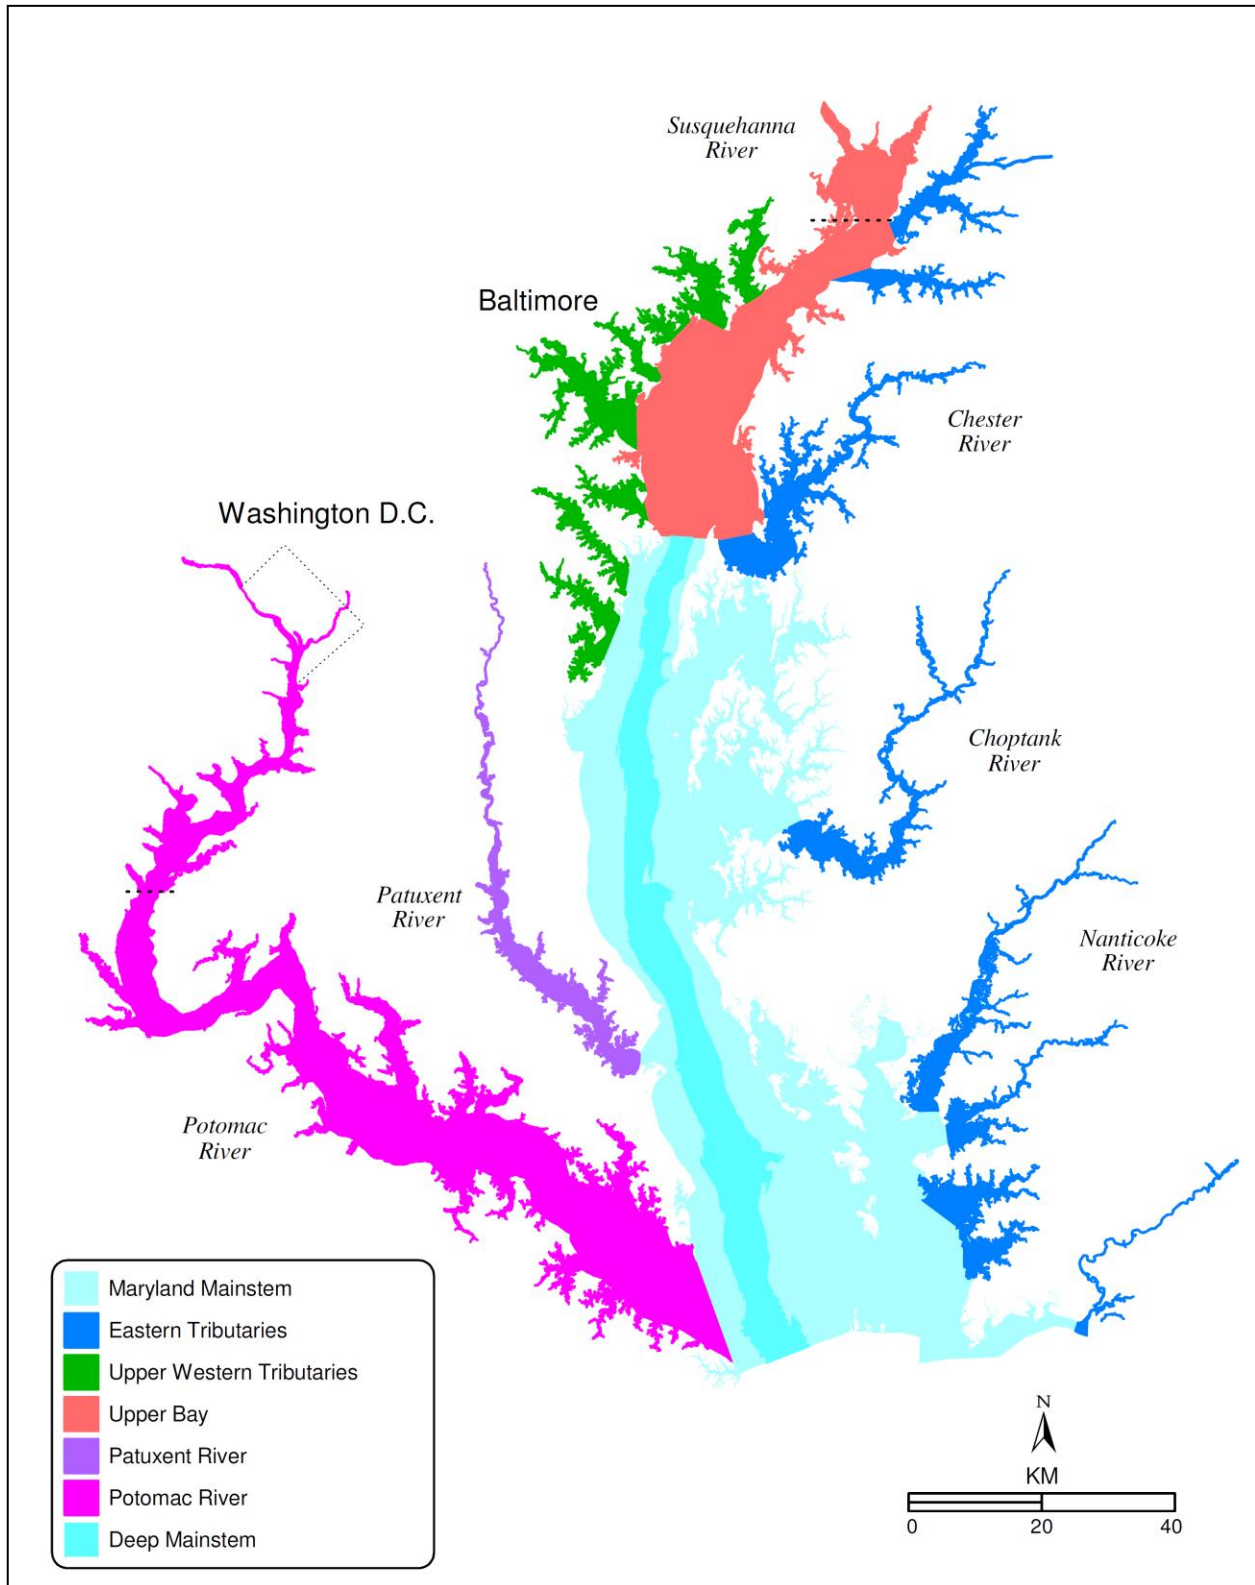 Susquehanna
River
Baltimore
Chester
River
Washington D.C.
Choptank
River
Patuxent
River
Nanticoke
River
Potomac
River
Maryland Mainstem
Eastern Tributaries
Upper Western Tributaries
Upper Bay
Patuxent River
Potomac River
Deep Mainstem
N
KM
0 20 40